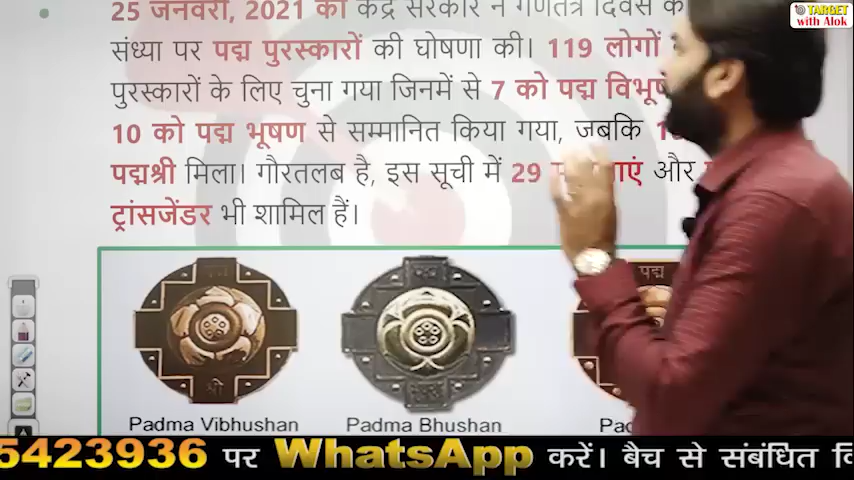 TARGET
with Alok
25 जनवरी, 2021 को केंद्र सरकार ने गणतंत्र दिवस
संध्या पर पद्म पुरस्कारों की घोषणा की। 119 लोगों
पुरस्कारों के लिए चुना गया जिनमें से 7 को पद्म
10 को पद्म भूषण से सम्मानित किया गया, जबकि
पद्मश्री मिला। गौरतलब है, इस सूची में 29 और
ट्रांसजेंडर भी शामिल हैं।
पद्म
श्री
Padma Vibhushan
Padma Bhushan
5423936 पर WhatsApp करें। बैच से संबंधित